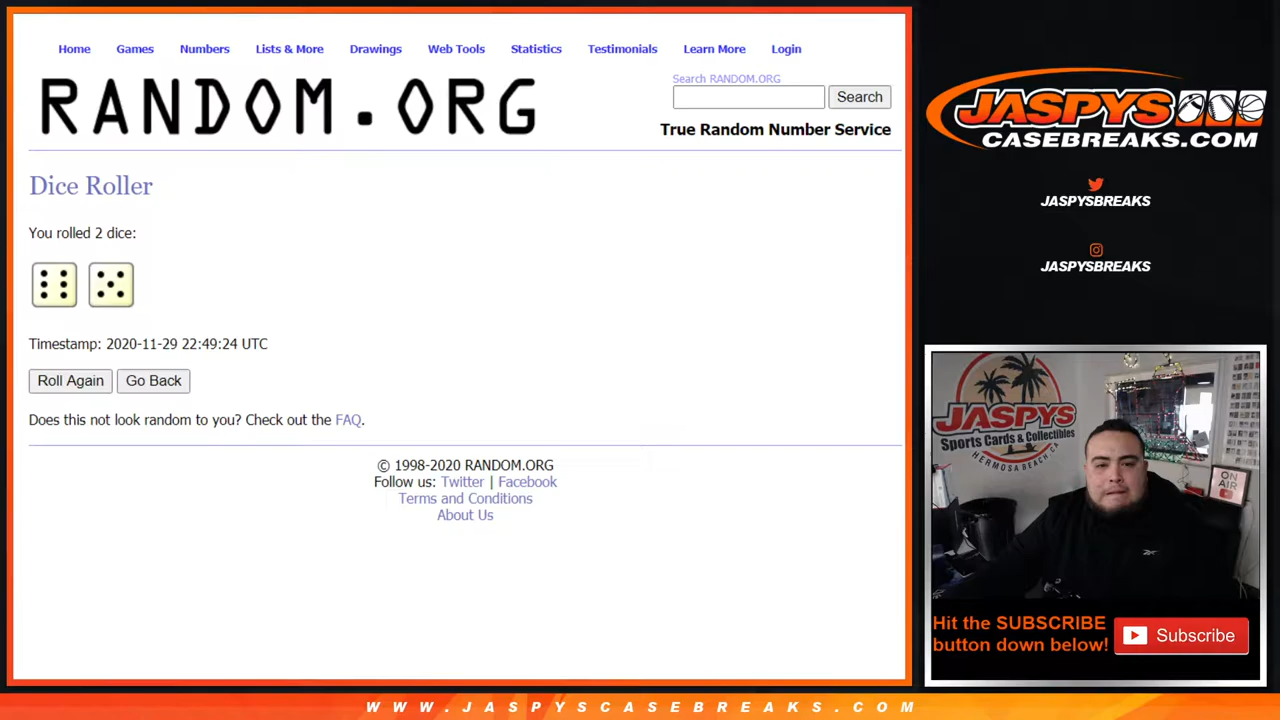 Home Games Numbers Lists & More Drawings Web Tools Statistics Testimonials Learn More Login
RANDOM.ORG
Search RANDOM.ORG
Search
True Random Number Service
Dice Roller
You rolled 2 dice:
Timestamp: 2020-11-29 22:49:24 UTC
Roll Again Go Back
Does this not look random to you? Check out the FAQ.
© 1998-2020 RANDOM.ORG
Follow us: Twitter | Facebook
Terms and Conditions
About Us
JASPYS
CASEBREAKS.COM
JASPYSBREAKS
JASPYSBREAKS
JASPYS
Sports Cards & Collectibles
HERMOSA BEACH, CA
ON AIR
Hit the SUBSCRIBE
button down below!
Subscribe
WWW.JASPYSCASEBREAKS.COM